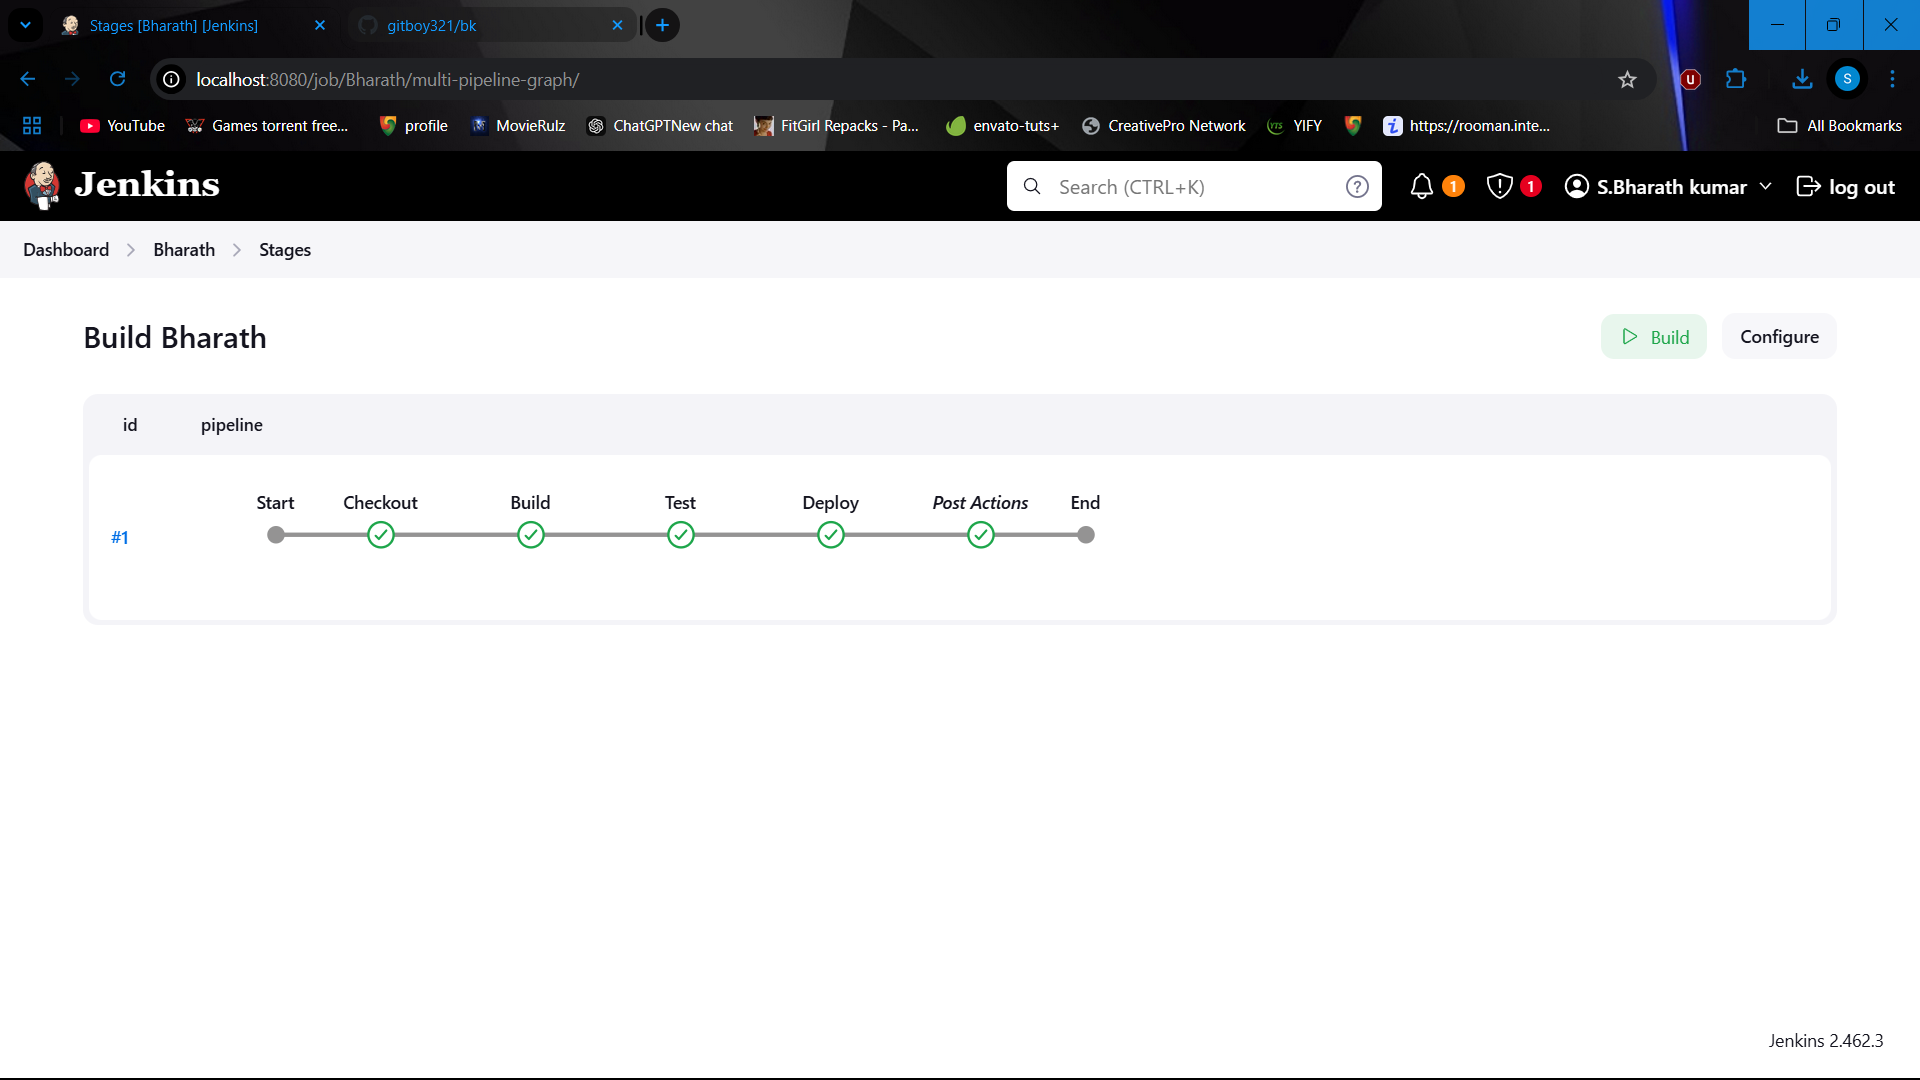 Stages [Bharath] [Jenkins]
gitboy321/bk
localhost:8080/job/Bharath/multi-pipeline-graph/
U
S
YouTube
Games torrent free...
profile
MovieRulz
ChatGPTNew chat
FitGirl Repacks - Pa...
envato-tuts+
CreativePro Network
YTS
YIFY
https://rooman.inte...
All Bookmarks
Jenkins
Search (CTRL+K)
1
1
S.Bharath kumar
log out
Dashboard
Bharath
Stages
Build Bharath
Build
Configure
id
pipeline
Start
Checkout
Build
Test
Deploy
Post Actions
End
#1
Jenkins 2.462.3